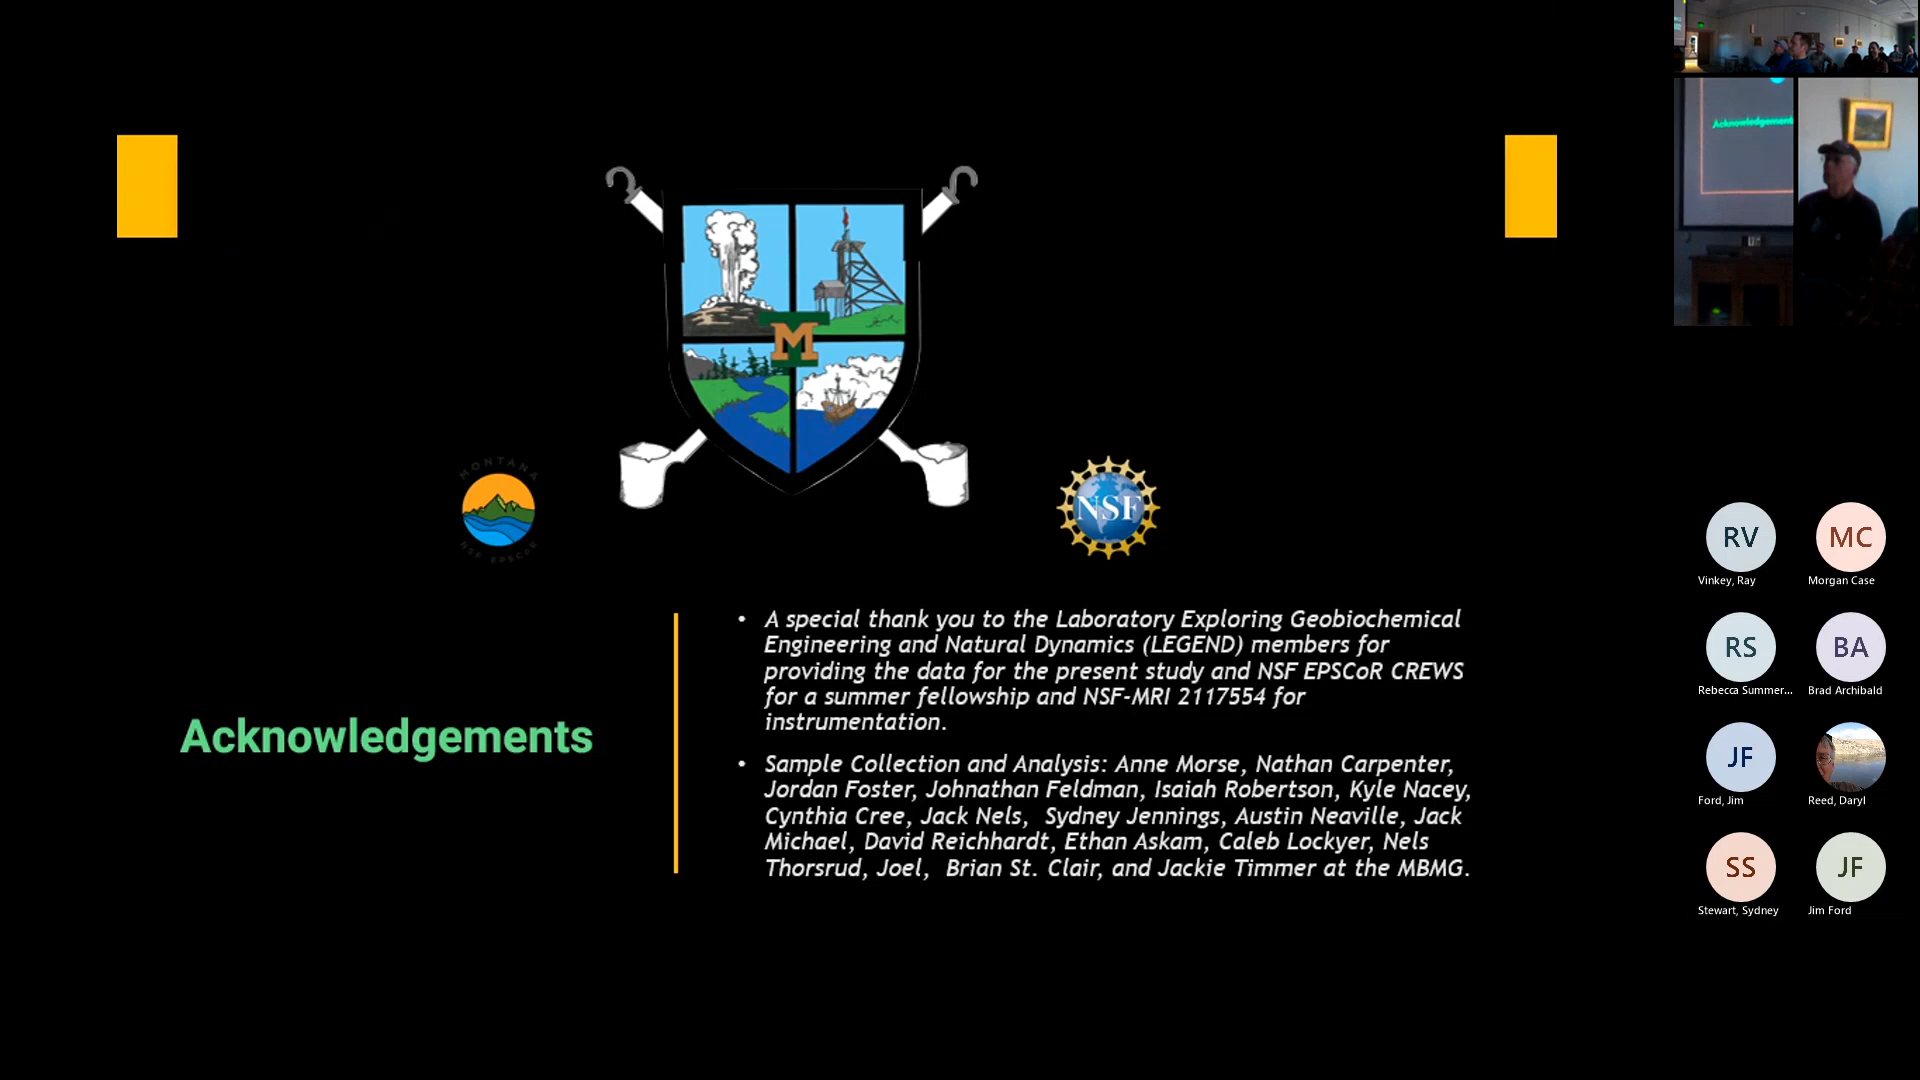 MONTANA
NSF EPSCoR
M
NSF
Acknowledgements
• A special thank you to the Laboratory Exploring Geobiochemical
Engineering and Natural Dynamics (LEGEND) members for
providing the data for the present study and NSF EPSCoR CREWS
for a summer fellowship and NSF-MRI 2117554 for
instrumentation.
• Sample Collection and Analysis: Anne Morse, Nathan Carpenter,
Jordan Foster, Johnathan Feldman, Isaiah Robertson, Kyle Nacey,
Cynthia Cree, Jack Nels, Sydney Jennings, Austin Neaville, Jack
Michael, David Reichhardt, Ethan Askam, Caleb Lockyer, Nels
Thorsrud, Joel, Brian St. Clair, and Jackie Timmer at the MBMG.
Acknowledgement
RV
Vinkey, Ray
MC
Morgan Case
RS
Rebecca Summer...
BA
Brad Archibald
JF
Ford, Jim
Reed, Daryl
SS
Stewart, Sydney
JF
Jim Ford